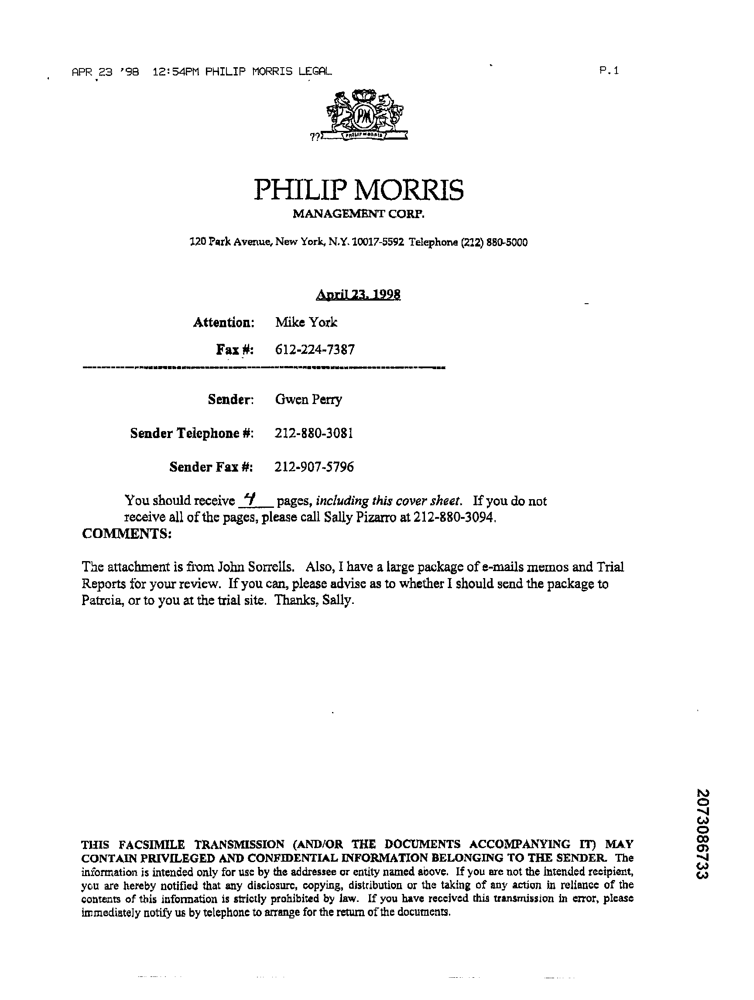 APR 23 '98 12:54PM PHILIP MORRIS LEGAL P.1
PM
PHILIP MORRIS
??
PHILIP MORRIS
MANAGEMENT CORP.
120 Park Avenue, New York, N.Y. 10017-5592 Telephone (212) 880-5000
April 23, 1998
Attention: Mike York
Fax #: 612-224-7387
Sender: Gwen Perry
Sender Telephone #: 212-880-3081
Sender Fax #: 212-907-5796
You should receive 4 pages, including this cover sheet. If you do not
receive all of the pages, please call Sally Pizarro at 212-880-3094.
COMMENTS:
The attachment is from John Sorrells. Also, I have a large package of e-mails memos and Trial
Reports for your review. If you can, please advise as to whether I should send the package to
Patrcia, or to you at the trial site. Thanks, Sally.
THIS FACSIMILE TRANSMISSION (AND/OR THE DOCUMENTS ACCOMPANYING IT) MAY
CONTAIN PRIVILEGED AND CONFIDENTIAL INFORMATION BELONGING TO THE SENDER. The
information is intended only for use by the addressee or entity named above. If you are not the intended recipient,
you are hereby notified that any disclosure, copying, distribution or the taking of any action in reliance of the
contents of this information is strictly prohibited by law. If you have received this transmission in error, please
immediately notify us by telephone to arrange for the return of the documents.
2073086733